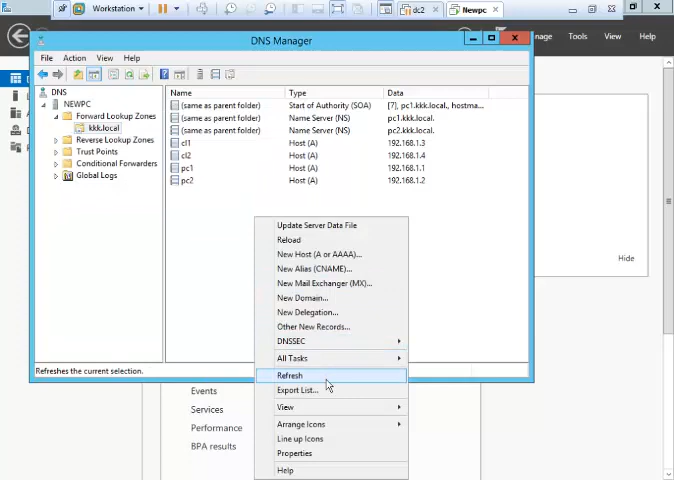 Workstation
dc2
Newpc
DNS Manager
Manage Tools View Help
File Action View Help
DNS
NEWPC
Forward Lookup Zones
kkk.local
Reverse Lookup Zones
Trust Points
Conditional Forwarders
Global Logs
Name Type Data
(same as parent folder) Start of Authority (SOA) [7], pc1.kkk.local., hostma...
(same as parent folder) Name Server (NS) pc1.kkk.local.
(same as parent folder) Name Server (NS) pc2.kkk.local.
cl1 Host (A) 192.168.1.3
cl2 Host (A) 192.168.1.4
pc1 Host (A) 192.168.1.1
pc2 Host (A) 192.168.1.2
Update Server Data File
Reload
New Host (A or AAAA)...
New Alias (CNAME)...
New Mail Exchanger (MX)...
New Domain...
New Delegation...
Other New Records...
DNSSEC
All Tasks
Refresh
Export List...
View
Arrange Icons
Line up Icons
Properties
Help
Hide
Refreshes the current selection.
Events
Services
Performance
BPA results